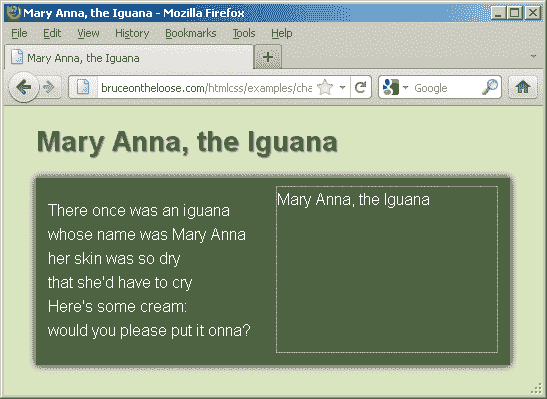 Mary Anna, the Iguana - Mozilla Firefox
File Edit View History Bookmarks Tools Help
Mary Anna, the Iguana
bruceontheloose.com/htmlcss/examples/cha
Google
Mary Anna, the Iguana
There once was an iguana
whose name was Mary Anna
her skin was so dry
that she'd have to cry
Here's some cream:
would you please put it onna?
Mary Anna, the Iguana